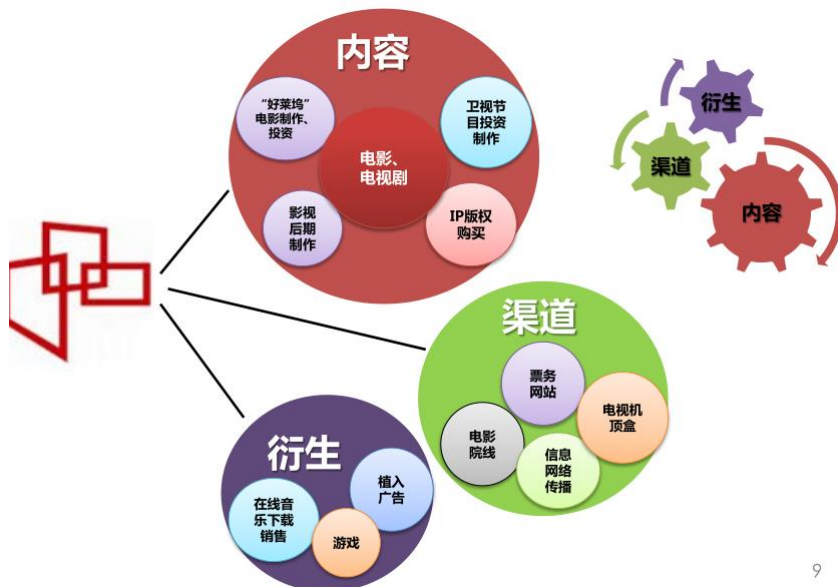 内容
“好莱坞”
电影制作、
投资
卫视节
目投资
制作
电影、
电视剧
影视
后期
制作
IP版权
购买
衍生
渠道
内容
渠道
票务
网站
电视机
顶盒
电影
院线
信息
网络
传播
衍生
植入
广告
在线音
乐下载
销售
游戏
9